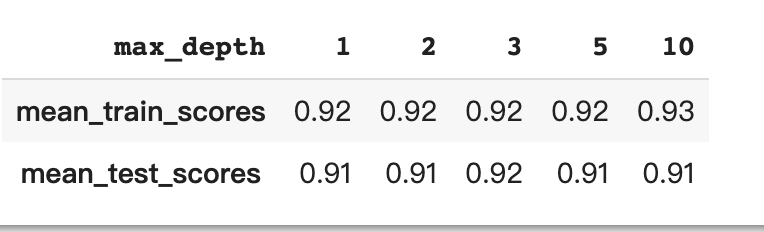 max_depth 1 2 3 5 10
mean_train_scores 0.92 0.92 0.92 0.92 0.93
mean_test_scores 0.91 0.91 0.92 0.91 0.91